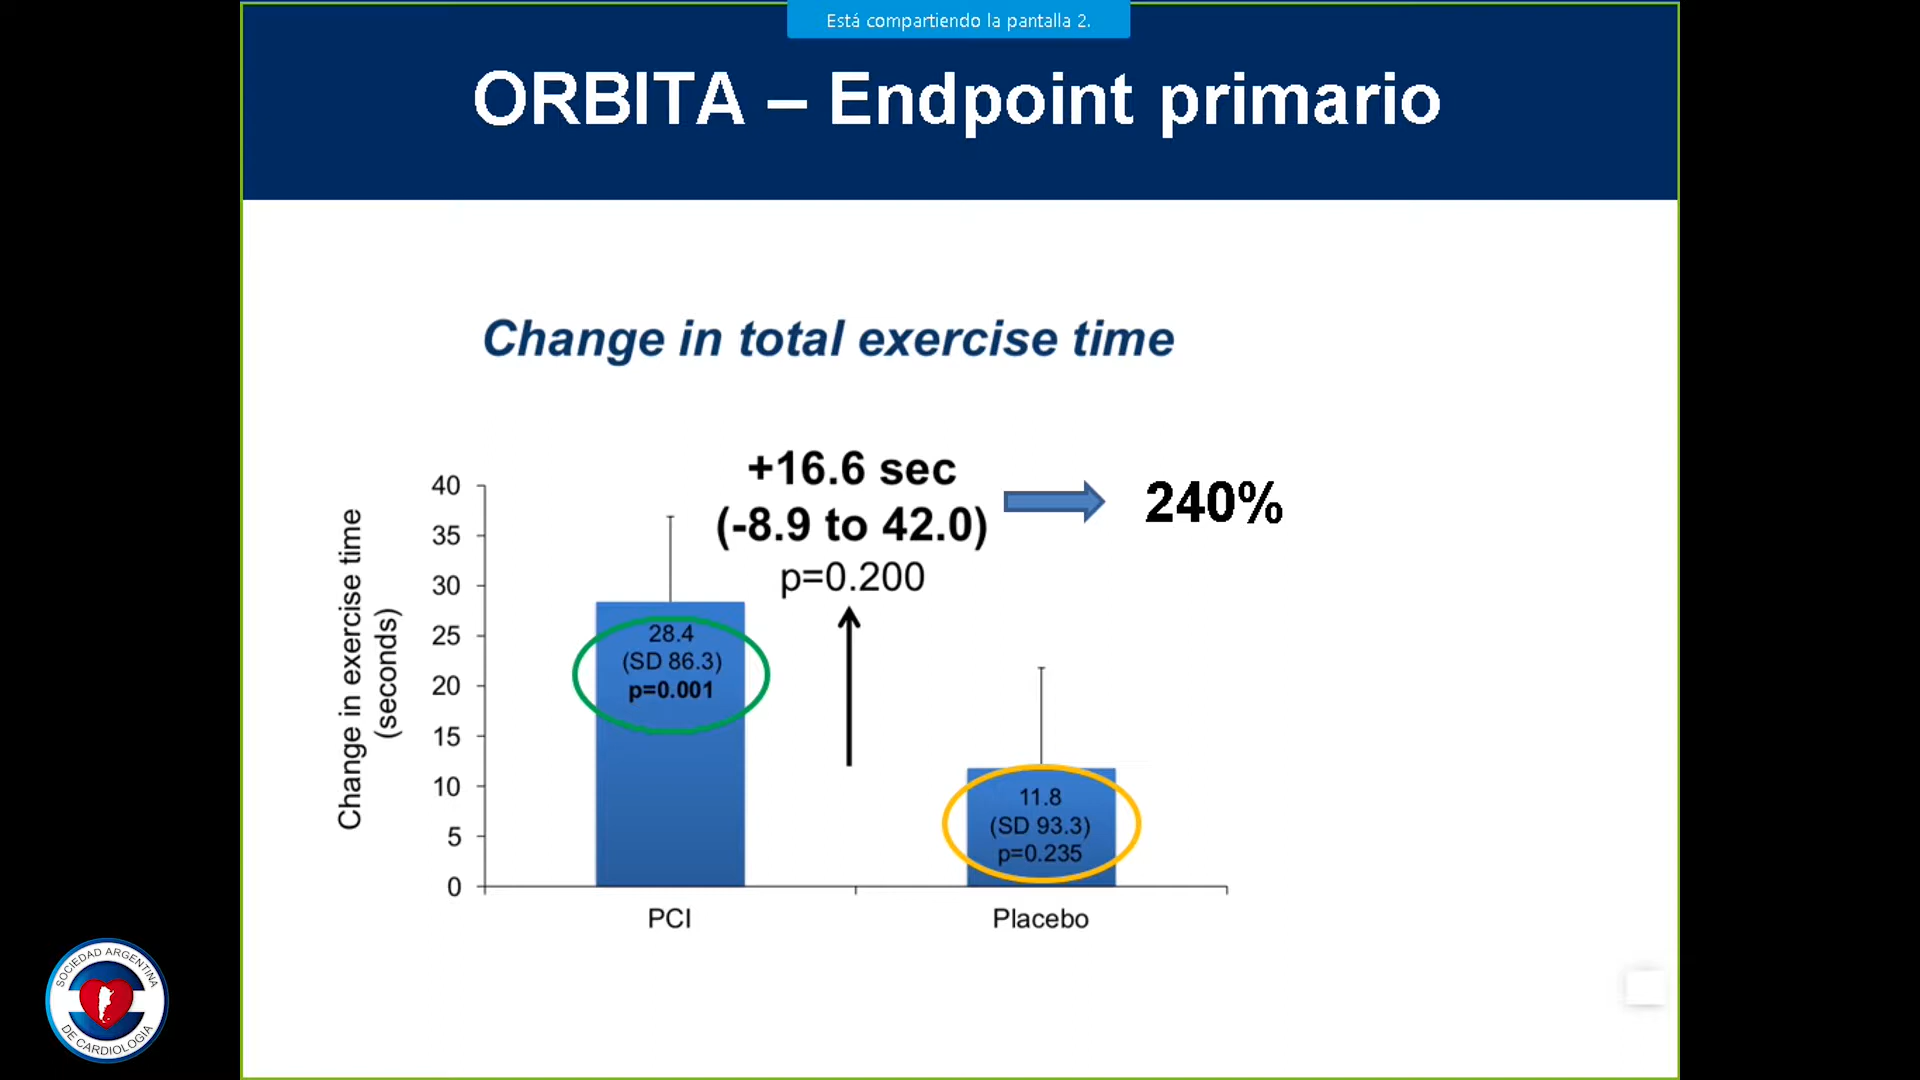 Está compartiendo la pantalla 2.
ORBITA – Endpoint primario
Change in total exercise time
+16.6 sec
(-8.9 to 42.0)
p=0.200
240%
Change in exercise time
(seconds)
40
35
30
25
20
15
10
5
0
28.4
(SD 86.3)
p=0.001
11.8
(SD 93.3)
p=0.235
PCI
Placebo
SOCIEDAD ARGENTINA
DE CARDIOLOGIA